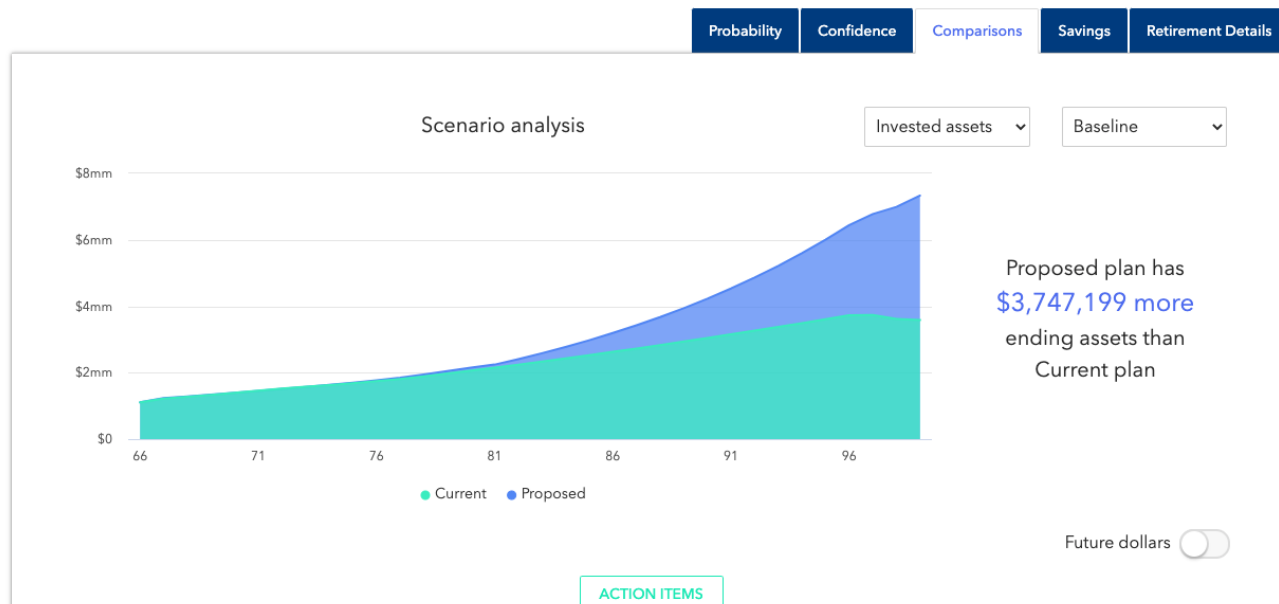 Probability
Confidence
Comparisons
Savings
Retirement Details
Scenario analysis
Invested assets
Baseline
$8mm
$6mm
$4mm
$2mm
$0
66 71 76 81 86 91 96
Current Proposed
Proposed plan has
$3,747,199 more
ending assets than
Current plan
Future dollars
ACTION ITEMS